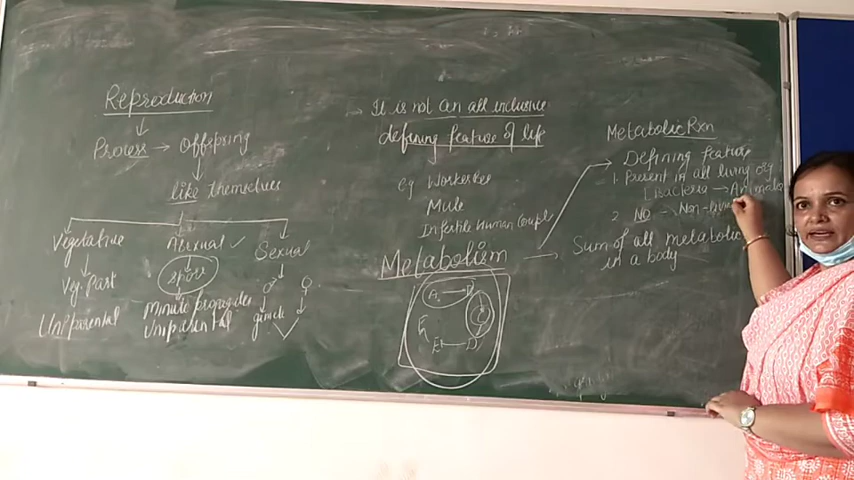 Reproduction
Process → Offspring
like themselves
Vegetative
Asexual ✓
Sexual
Veg. Part
Spore
♂ ♀
Uniparental
Minute propagules
Uniparental
gamete
It is not an all inclusive
defining feature of life
eg Worker bee
Mule
Infertile Human Couple
Metabolism →
A B
E D
Metabolic Rxn
Defining feature
1. Present in all living org
Bacteria → Animals
2. No → Non-living
Sum of all metabolic
in a body